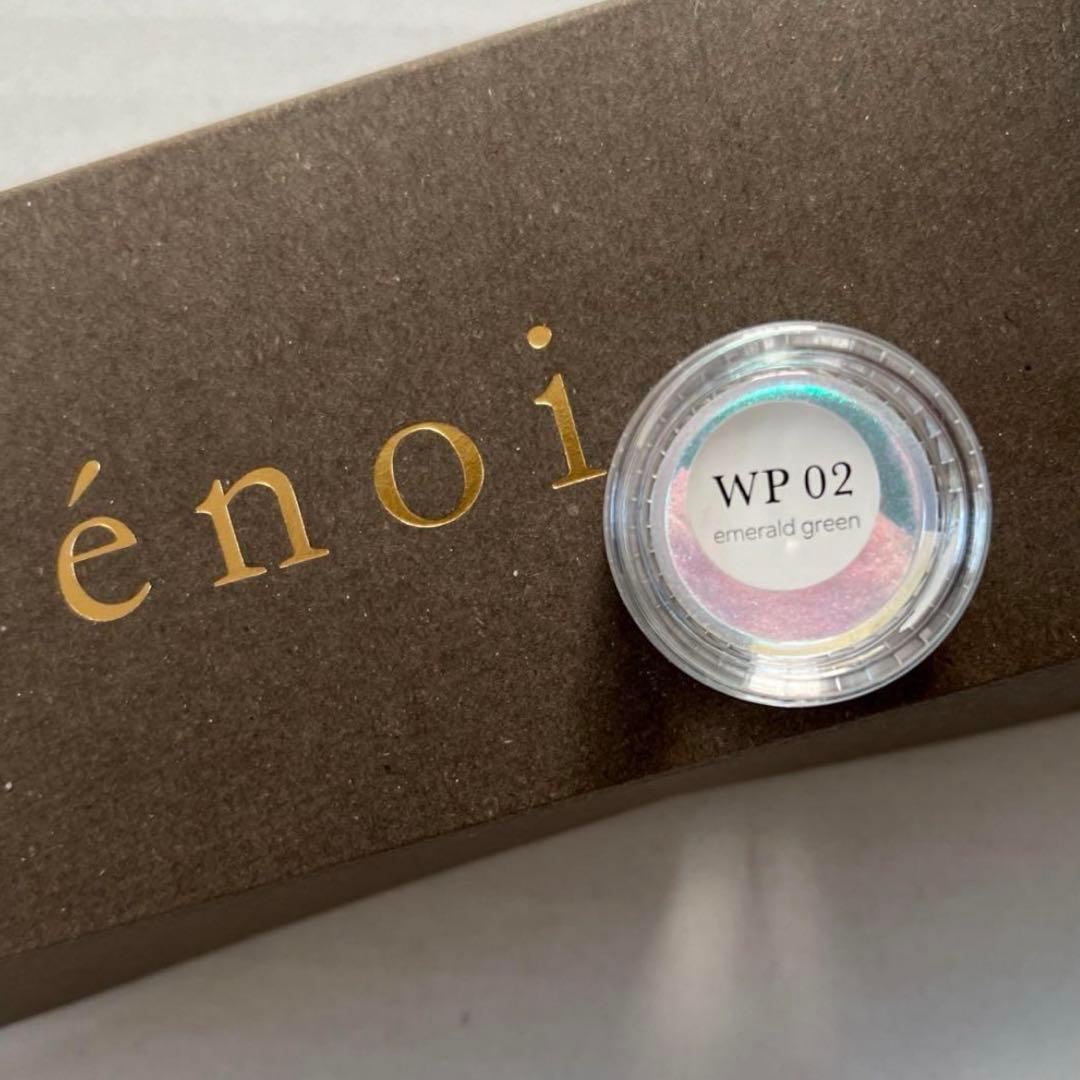 énoi
WP 02
emerald green